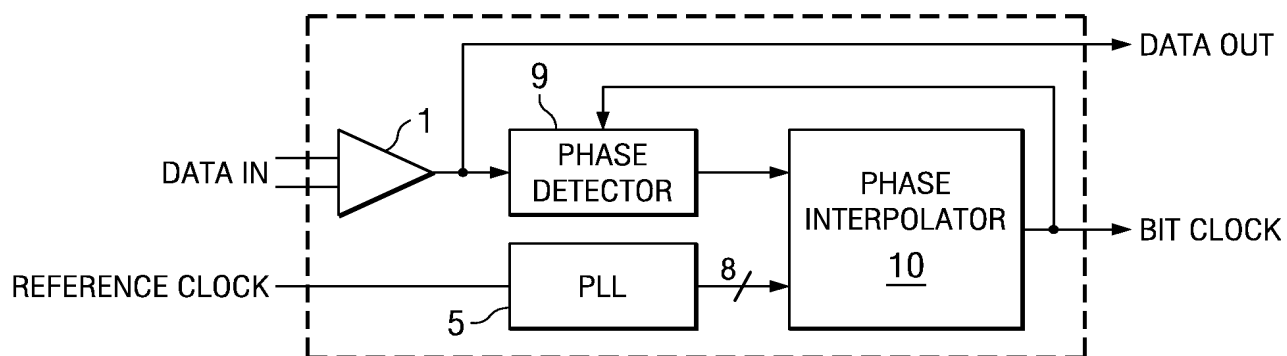 DATA OUT
9
1
PHASE
DETECTOR
DATA IN
PHASE
INTERPOLATOR
10
BIT CLOCK
8
REFERENCE CLOCK
PLL
5